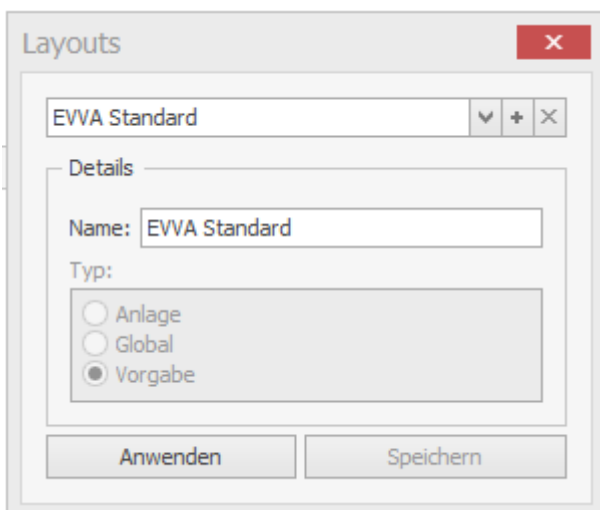 Layouts
EVVA Standard
Details
Name: EVVA Standard
Typ:
Anlage
Global
Vorgabe
Anwenden Speichern